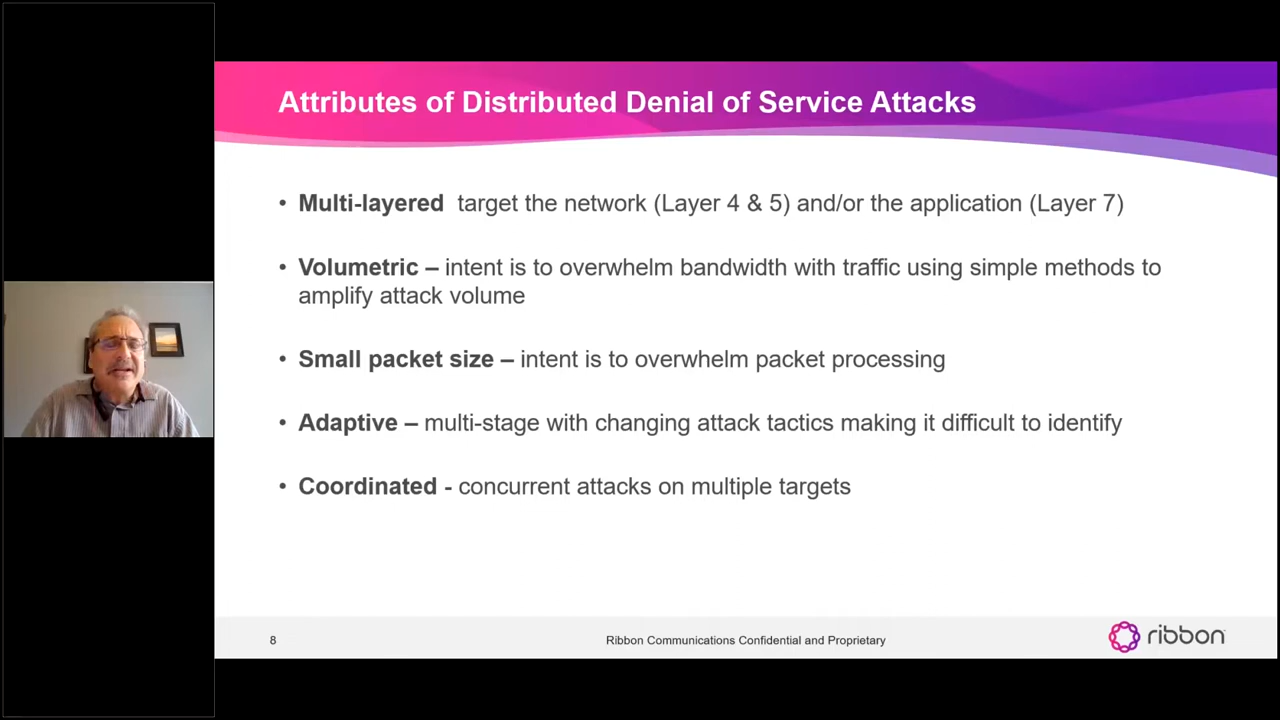 Attributes of Distributed Denial of Service Attacks
• Multi-layered  target the network (Layer 4 & 5) and/or the application (Layer 7)
• Volumetric – intent is to overwhelm bandwidth with traffic using simple methods to
amplify attack volume
• Small packet size – intent is to overwhelm packet processing
• Adaptive – multi-stage with changing attack tactics making it difficult to identify
• Coordinated - concurrent attacks on multiple targets
8
Ribbon Communications Confidential and Proprietary
ribbon